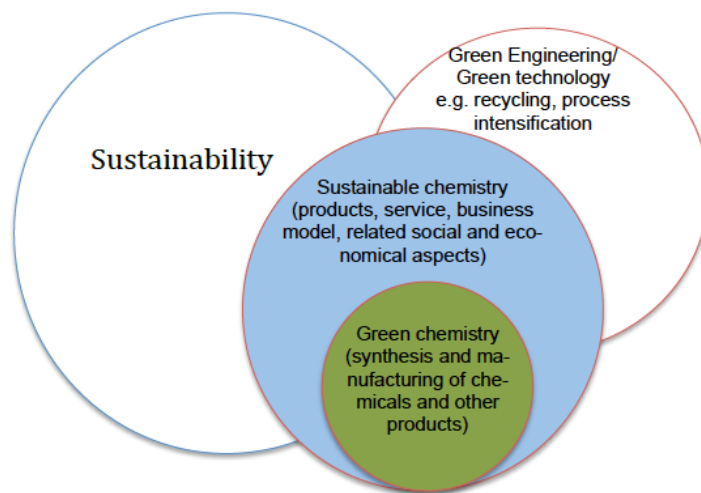 Green Engineering/
Green technology
e.g. recycling, process
intensification
Sustainability
Sustainable chemistry
(products, service, business
model, related social and eco-
nomical aspects)
Green chemistry
(synthesis and ma-
nufacturing of che-
micals and other
products)